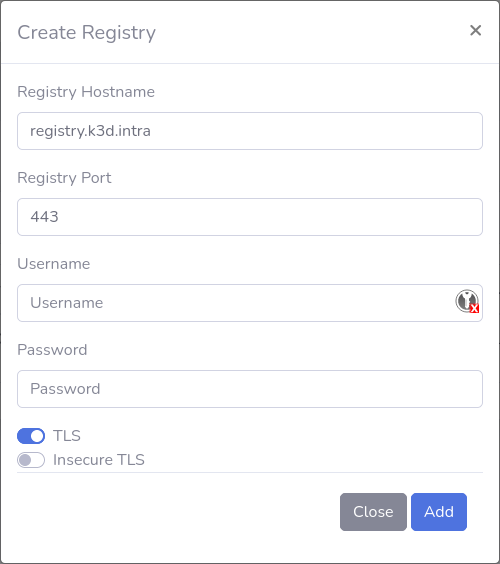 Create Registry ×
Registry Hostname
registry.k3d.intra
Registry Port
443
Username
Username
Password
Password
TLS
Insecure TLS
Close Add